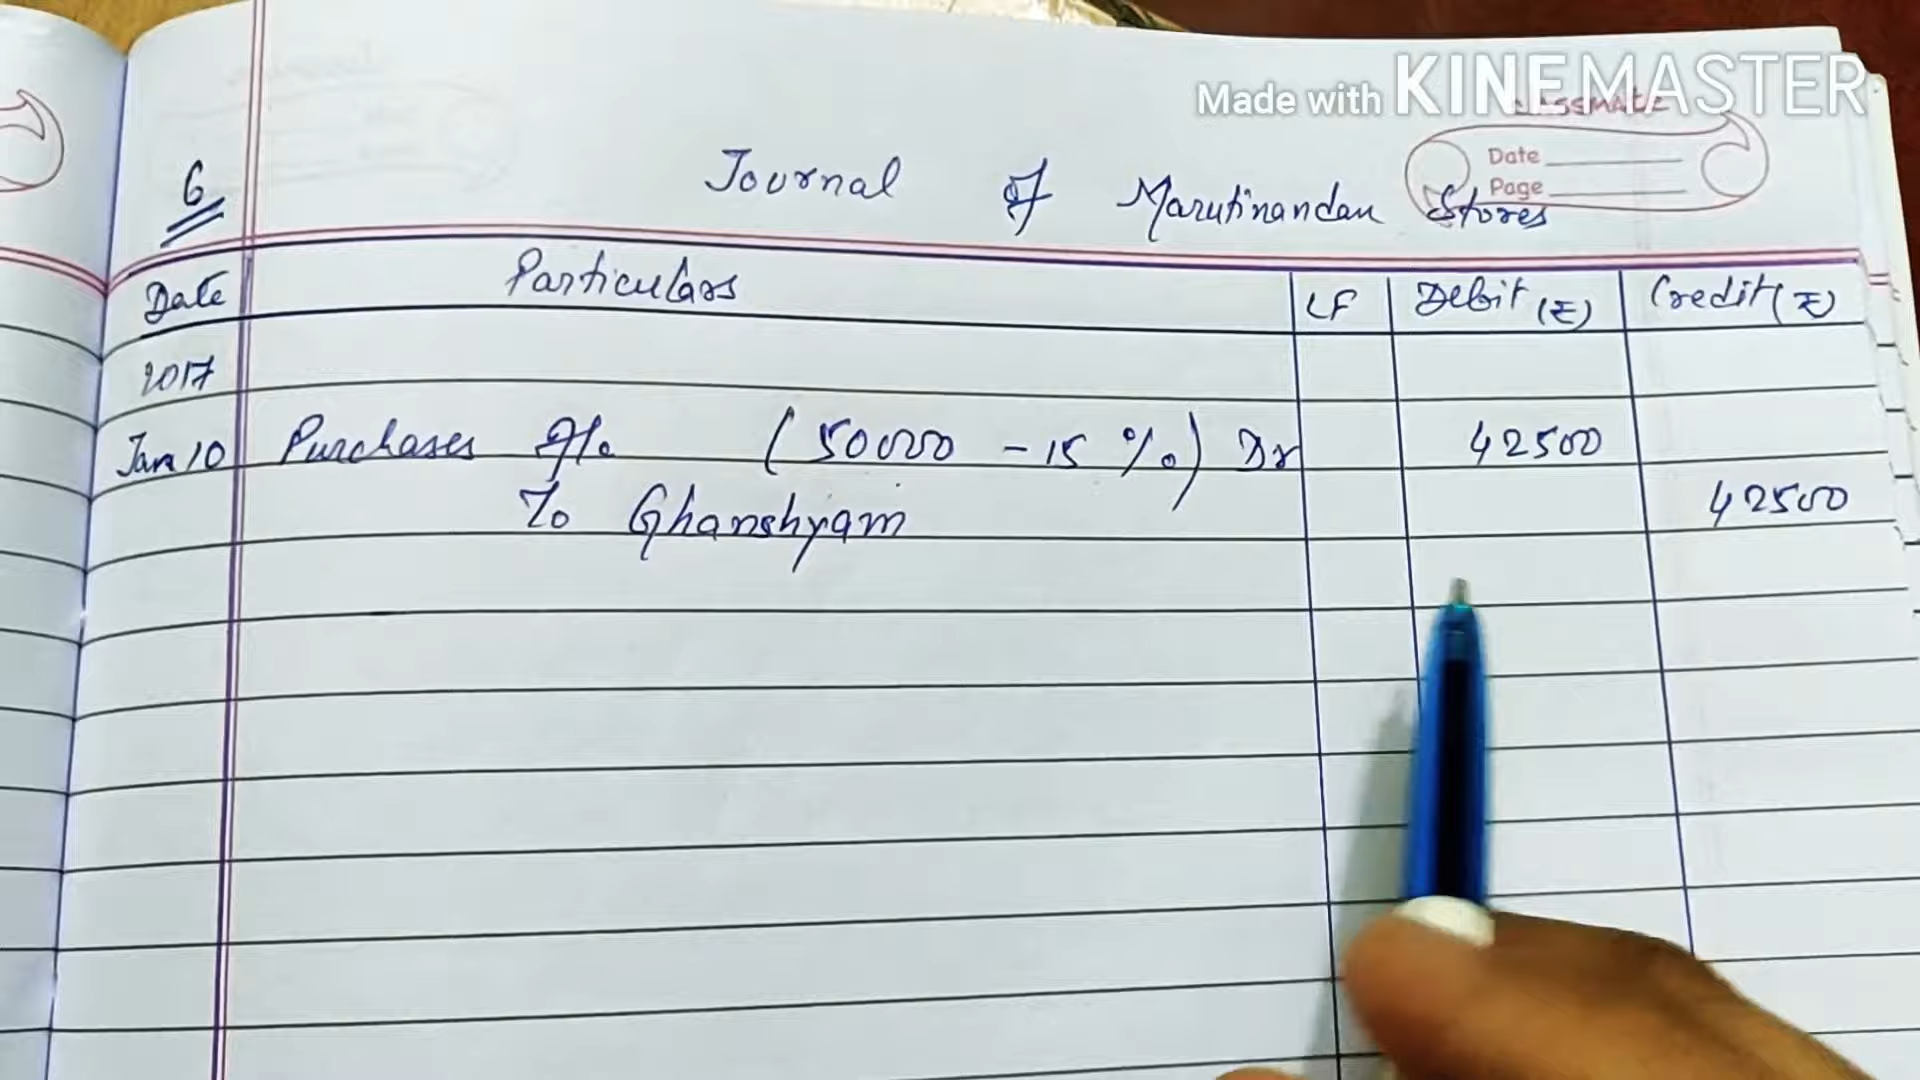 Made with KINEMASTER
CLASSMATE
Date
Page
6
Journal of Marutinandan Stores
Date Particulars LF Debit (₹) Credit (₹)
2017
Jan 10 Purchases A/c (50000 - 15 %) Dr 42500
To Ghanshyam 42500